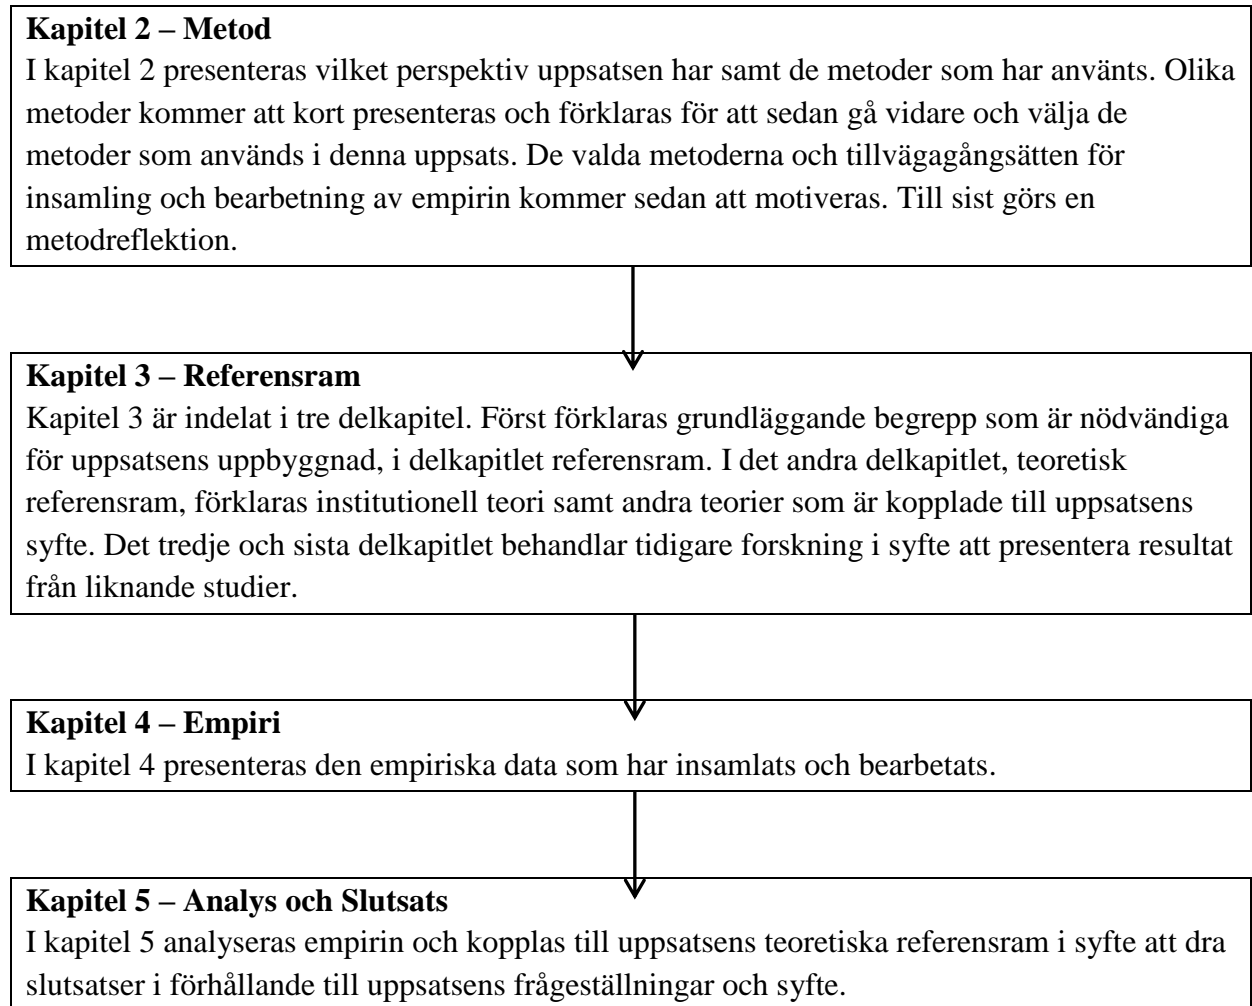 Kapitel 2 – Metod
I kapitel 2 presenteras vilket perspektiv uppsatsen har samt de metoder som har använts. Olika
metoder kommer att kort presenteras och förklaras för att sedan gå vidare och välja de
metoder som används i denna uppsats. De valda metoderna och tillvägagångsätten för
insamling och bearbetning av empirin kommer sedan att motiveras. Till sist görs en
metodreflektion.
Kapitel 3 – Referensram
Kapitel 3 är indelat i tre delkapitel. Först förklaras grundläggande begrepp som är nödvändiga
för uppsatsens uppbyggnad, i delkapitlet referensram. I det andra delkapitlet, teoretisk
referensram, förklaras institutionell teori samt andra teorier som är kopplade till uppsatsens
syfte. Det tredje och sista delkapitlet behandlar tidigare forskning i syfte att presentera resultat
från liknande studier.
Kapitel 4 – Empiri
I kapitel 4 presenteras den empiriska data som har insamlats och bearbetats.
Kapitel 5 – Analys och Slutsats
I kapitel 5 analyseras empirin och kopplas till uppsatsens teoretiska referensram i syfte att dra
slutsatser i förhållande till uppsatsens frågeställningar och syfte.